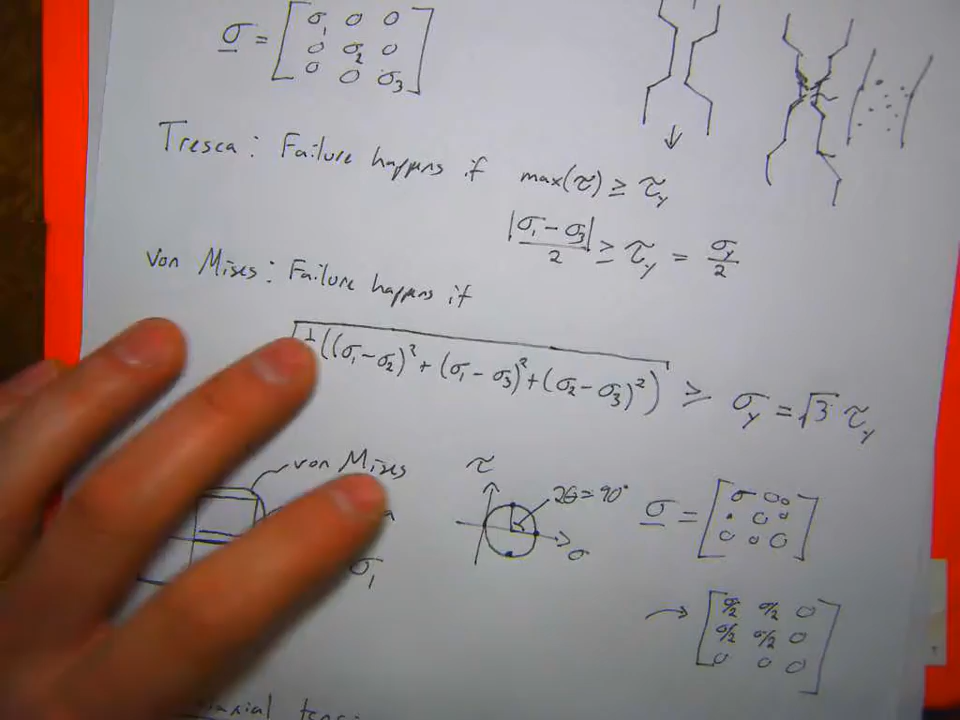 σ = [σ₁ 0 0
0 σ₂ 0
0 0 σ₃]
Tresca: Failure happens if max(τ) ≥ τy
|σ₁ - σ₃|/2 ≥ τy = σy/2
von Mises: Failure happens if
√(½((σ₁-σ₂)² + (σ₁-σ₃)² + (σ₂-σ₃)²)) ≥ σy = √3 τy
von Mises
σ₁
τ
2θ = 90°
σ
σ = [σ 0 0
0 0 0
0 0 0]
→ [σ/2 σ/2 0
σ/2 σ/2 0
0 0 0]